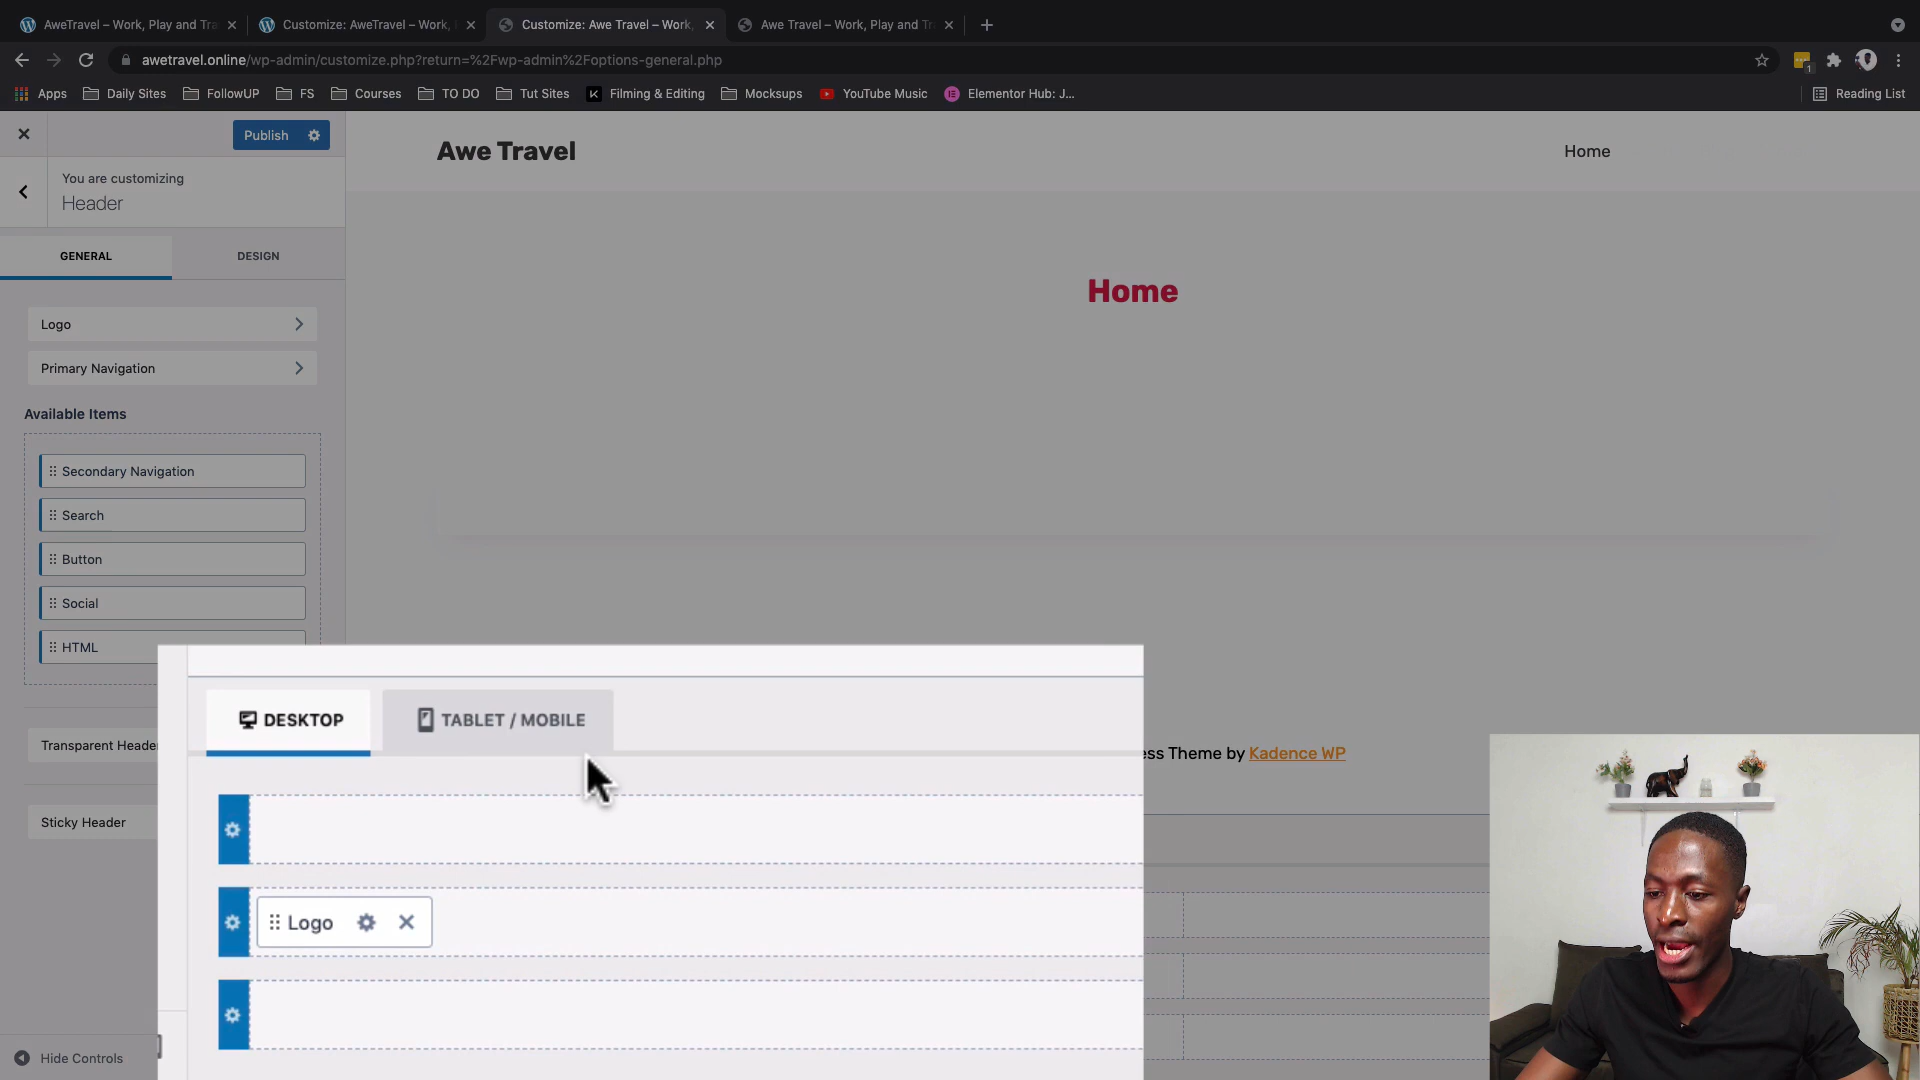 AweTravel – Work, Play and Tra
Customize: AweTravel – Work,
Customize: Awe Travel – Work,
Awe Travel – Work, Play and Tr
awetravel.online/wp-admin/customize.php?return=%2Fwp-admin%2Foptions-general.php
1
Apps
Daily Sites
FollowUP
FS
Courses
TO DO
Tut Sites
Filming & Editing
Mocksups
YouTube Music
Elementor Hub: J...
Reading List
Publish
You are customizing
Header
GENERAL
DESIGN
Logo
Primary Navigation
Available Items
Secondary Navigation
Search
Button
Social
HTML
Transparent Heade
Sticky Header
Hide Controls
Awe Travel
Home
Home
ess Theme by Kadence WP
DESKTOP
TABLET / MOBILE
Logo